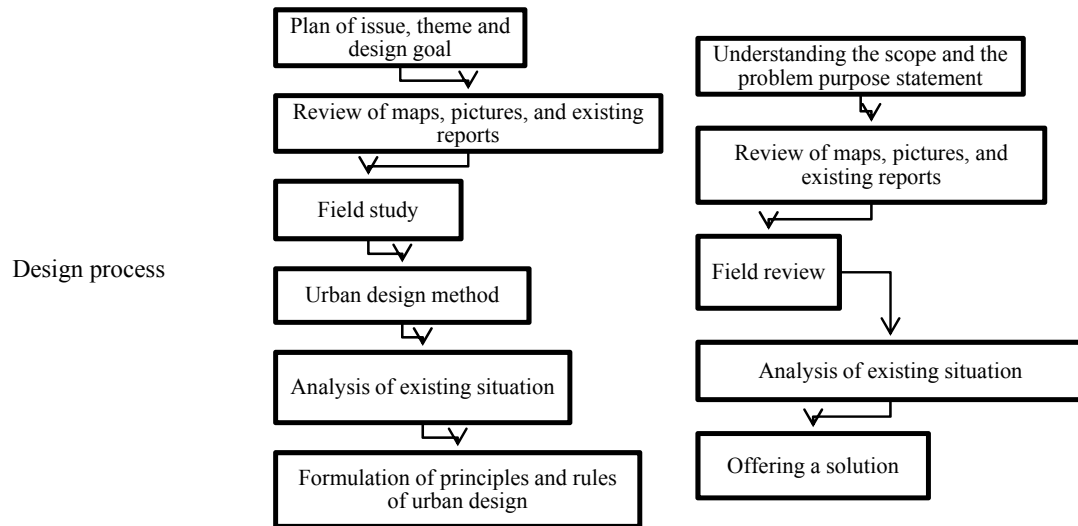 Design process
Plan of issue, theme and
design goal
Review of maps, pictures, and existing
reports
Field study
Urban design method
Analysis of existing situation
Formulation of principles and rules
of urban design
Understanding the scope and the
problem purpose statement
Review of maps, pictures, and
existing reports
Field review
Analysis of existing situation
Offering a solution